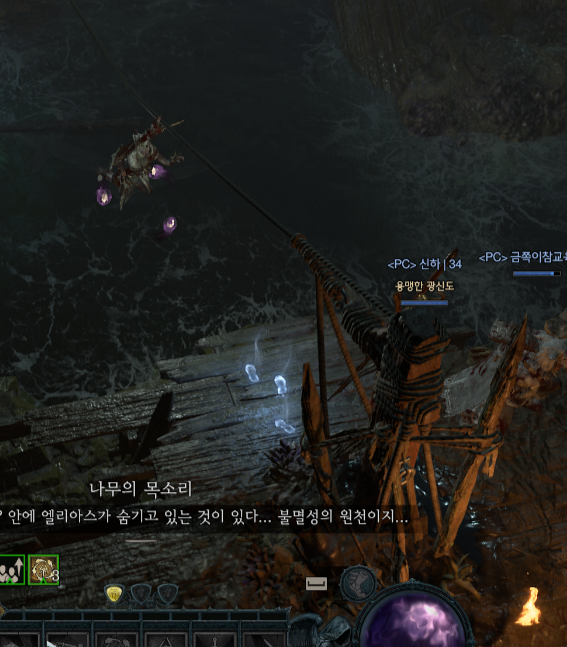 <PC> 신하 | 34
<PC> 금쪽이참교육
용맹한 광신도
나무의 목소리
? 안에 엘리아스가 숨기고 있는 것이 있다... 불멸성의 원천이지...
3